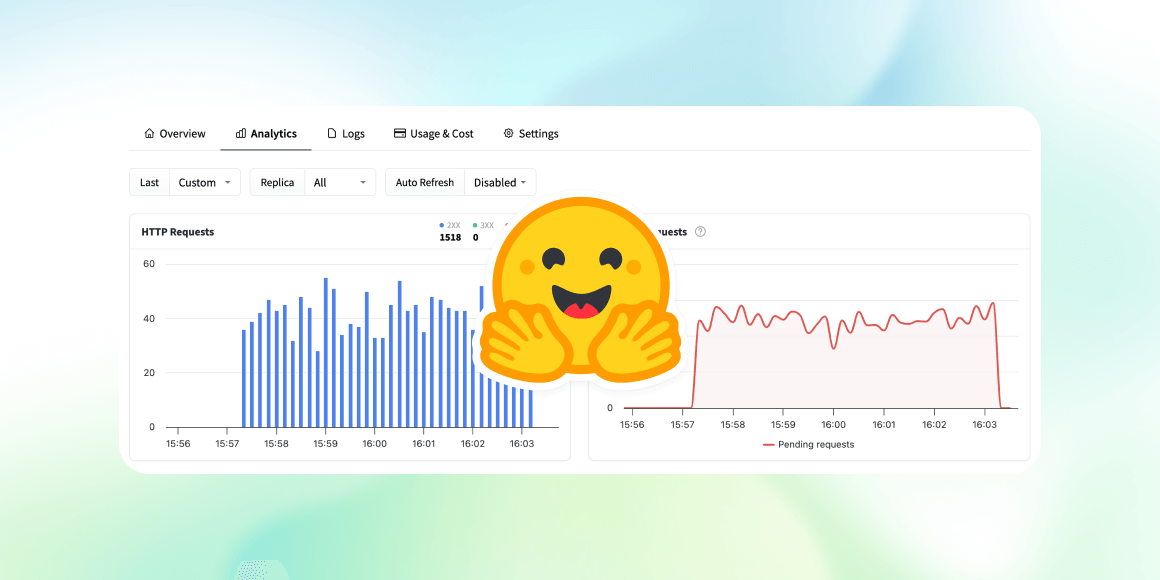 Overview Analytics Logs Usage & Cost Settings
Last Custom Replica All Auto Refresh Disabled
HTTP Requests
2XX 3XX
1518 0
60
40
20
0
15:56 15:57 15:58 15:59 16:00 16:01 16:02 16:03
0
15:56 15:57 15:58 15:59 16:00 16:01 16:02 16:03
Pending requests